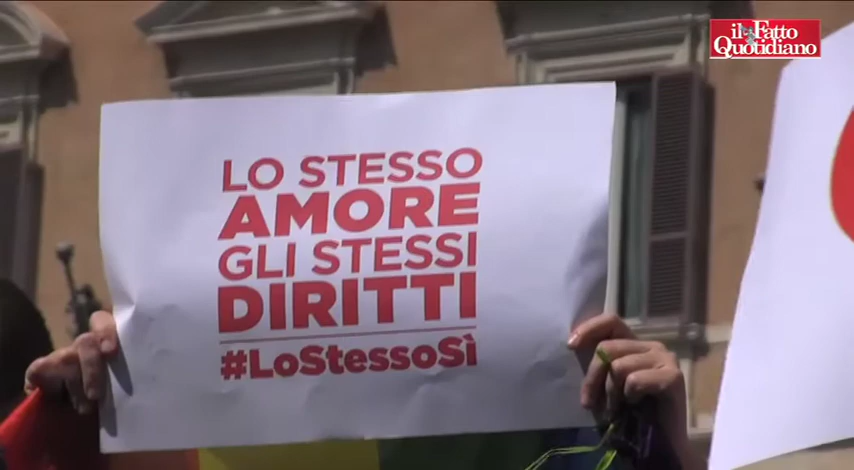 il Fatto
Quotidiano
LO STESSO
AMORE
GLI STESSI
DIRITTI
#LoStessoSì